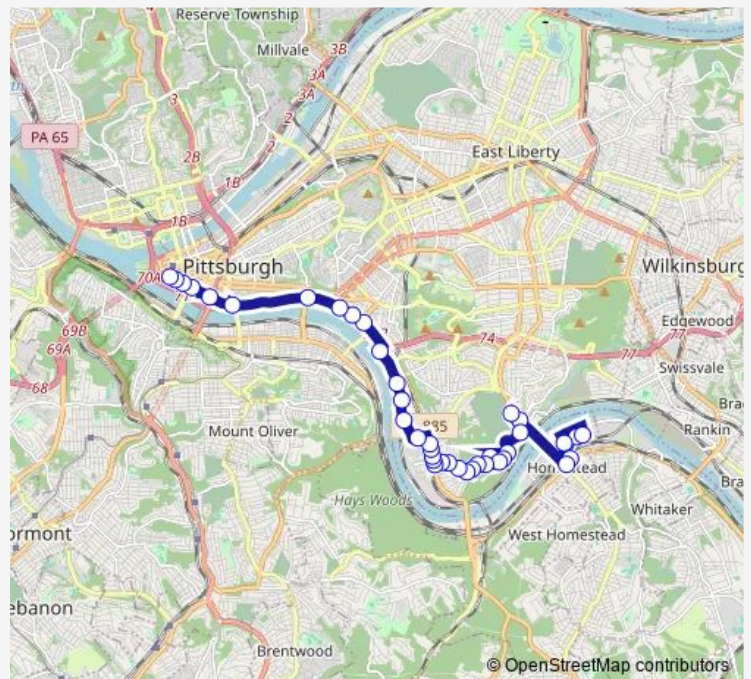 Reserve Township
Millvale
3B
3A
3A
PA 65
3
2
2
East Liberty
2B
1B
1B
Pittsburgh
70A
Wilkinsburg
69B
69A
Edgewood
74
77
77
68
Swissvale
885
Mount Oliver
Rankin
Homestead
Hays Woods
Whitaker
West Homestead
Brentwood
© OpenStreetMap contributors